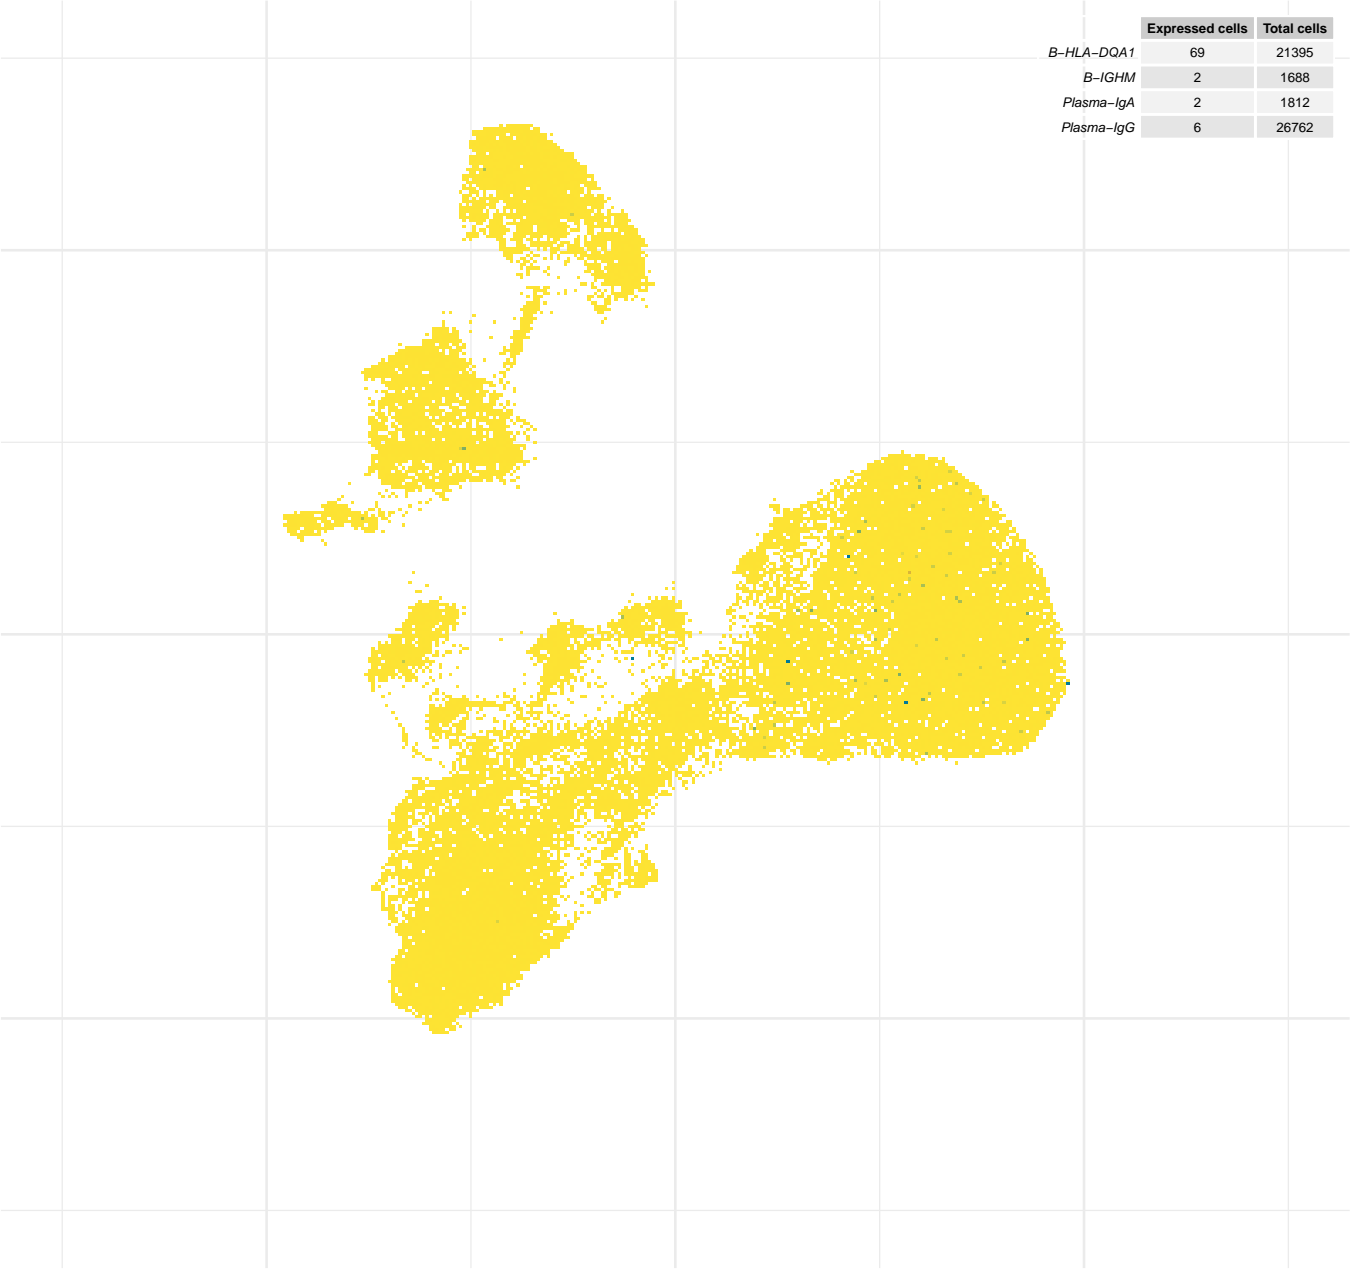 Expressed cells Total cells
B−HLA−DQA1 69 21395
B−IGHM 2 1688
Plasma−IgA 2 1812
Plasma−IgG 6 26762